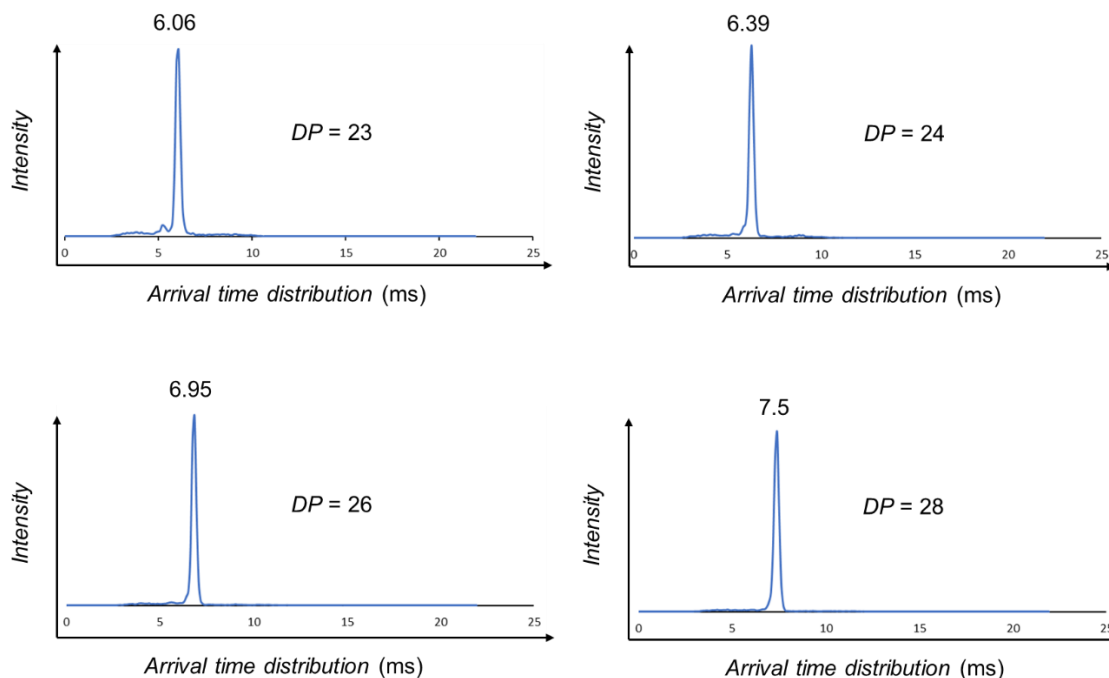 6.06
Intensity
DP = 23
0 5 10 15 20 25
Arrival time distribution (ms)
6.39
Intensity
DP = 24
0 5 10 15 20 25
Arrival time distribution (ms)
6.95
Intensity
DP = 26
0 5 10 15 20 25
Arrival time distribution (ms)
7.5
Intensity
DP = 28
0 5 10 15 20 25
Arrival time distribution (ms)